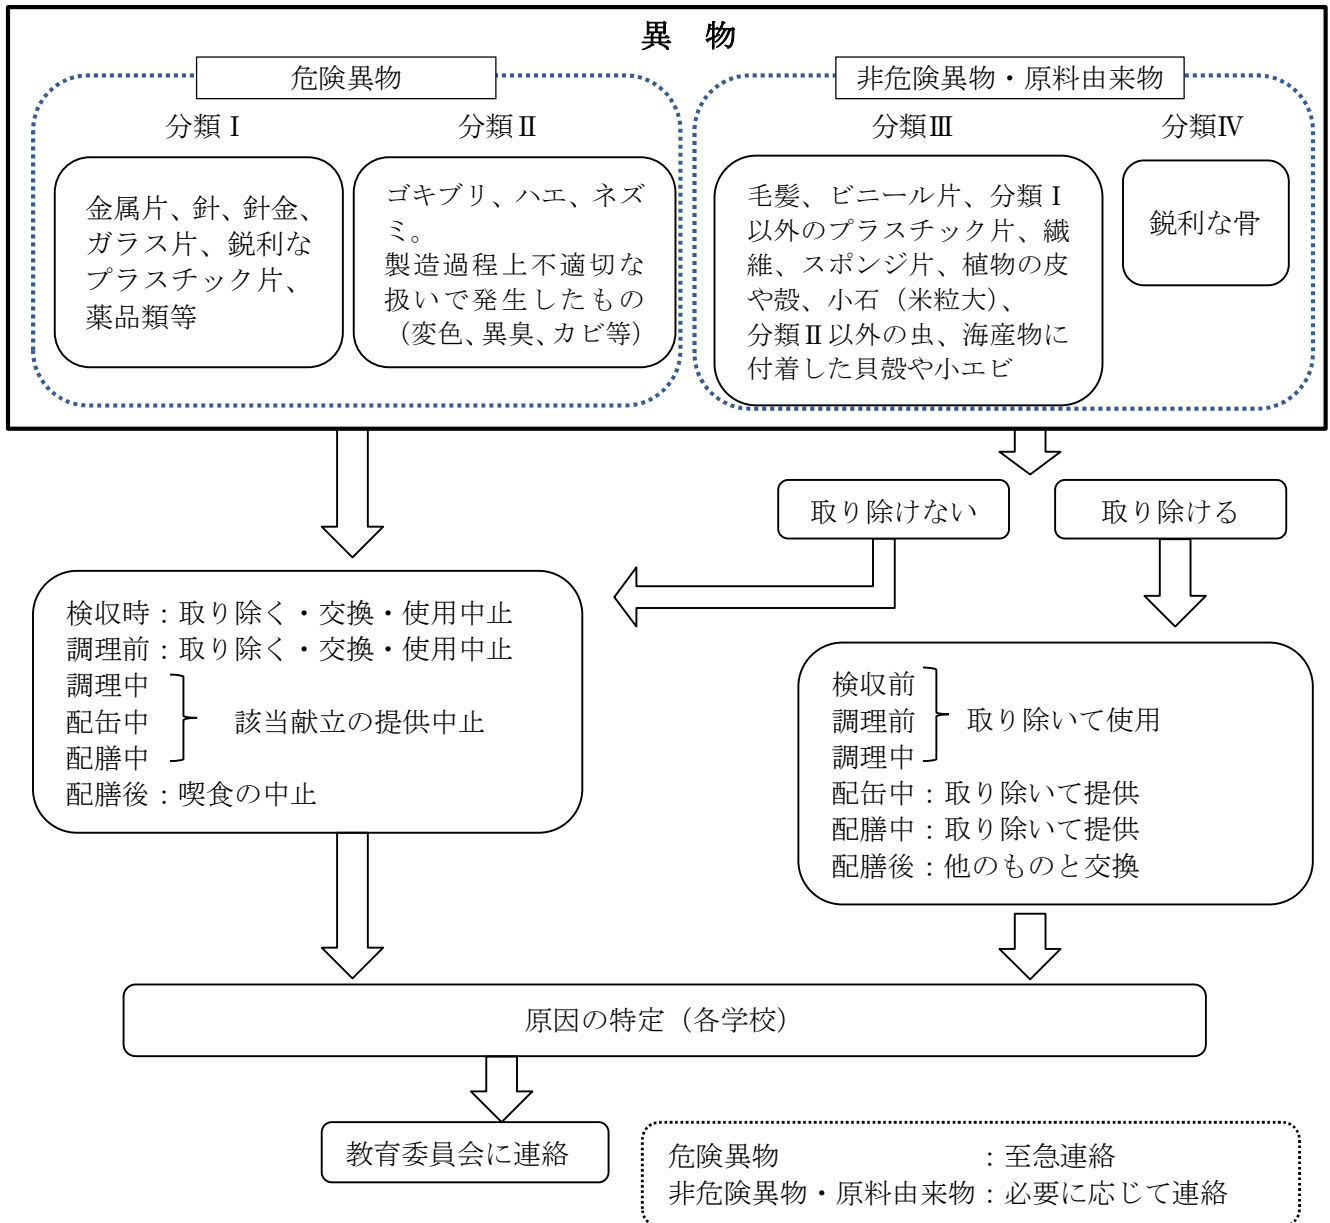 異　物
危険異物
非危険異物・原料由来物
分類Ⅰ
分類Ⅱ
分類Ⅲ
分類Ⅳ
金属片、針、針金、
ガラス片、鋭利な
プラスチック片、
薬品類等
ゴキブリ、ハエ、ネズ
ミ。
製造過程上不適切な
扱いで発生したもの
（変色、異臭、カビ等）
毛髪、ビニール片、分類Ⅰ
以外のプラスチック片、繊
維、スポンジ片、植物の皮
や殻、小石（米粒大）、
分類Ⅱ以外の虫、海産物に
付着した貝殻や小エビ
鋭利な骨
取り除けない
取り除ける
検収時：取り除く・交換・使用中止
調理前：取り除く・交換・使用中止
調理中
配缶中　該当献立の提供中止
配膳中
配膳後：喫食の中止
検収前
調理前　取り除いて使用
調理中
配缶中：取り除いて提供
配膳中：取り除いて提供
配膳後：他のものと交換
原因の特定（各学校）
教育委員会に連絡
危険異物　：至急連絡
非危険異物・原料由来物：必要に応じて連絡